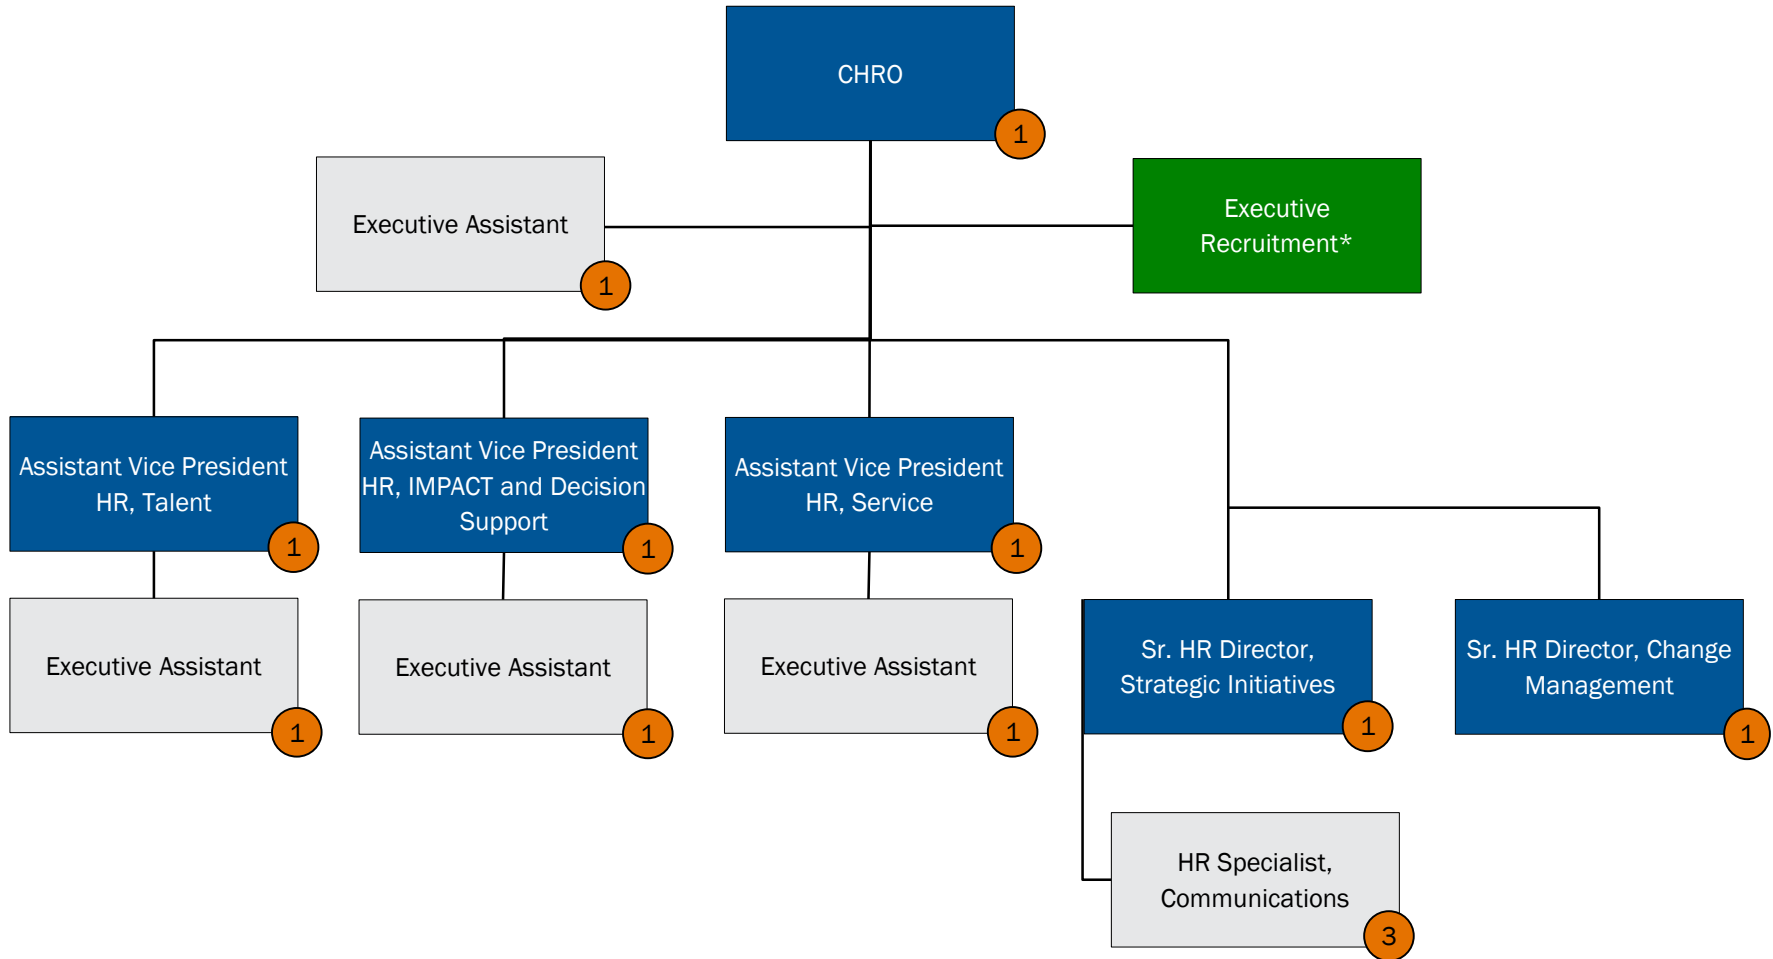 CHRO
1
Executive Assistant
1
Executive
Recruitment*
Assistant Vice President
HR, Talent
1
Assistant Vice President
HR, IMPACT and Decision
Support
1
Assistant Vice President
HR, Service
1
Executive Assistant
1
Executive Assistant
1
Executive Assistant
1
Sr. HR Director,
Strategic Initiatives
1
Sr. HR Director, Change
Management
1
HR Specialist,
Communications
3